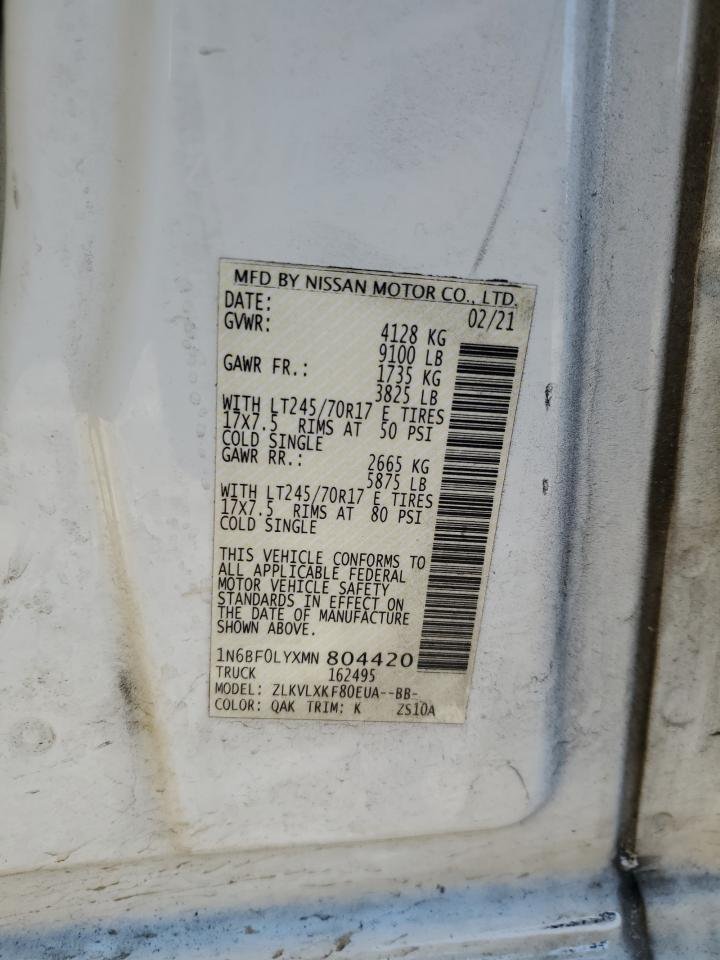 MFD BY NISSAN MOTOR CO., LTD.
DATE: 02/21
GVWR: 4128 KG
9100 LB
GAWR FR.: 1735 KG
3825 LB
WITH LT245/70R17 E TIRES
17X7.5 RIMS AT 50 PSI
COLD SINGLE
GAWR RR.: 2665 KG
5875 LB
WITH LT245/70R17 E TIRES
17X7.5 RIMS AT 80 PSI
COLD SINGLE
THIS VEHICLE CONFORMS TO
ALL APPLICABLE FEDERAL
MOTOR VEHICLE SAFETY
STANDARDS IN EFFECT ON
THE DATE OF MANUFACTURE
SHOWN ABOVE.
1N6BF0LYXMN 804420
TRUCK 162495
MODEL: ZLKVLXKF80EUA--BB-
COLOR: QAK TRIM: K ZS10A